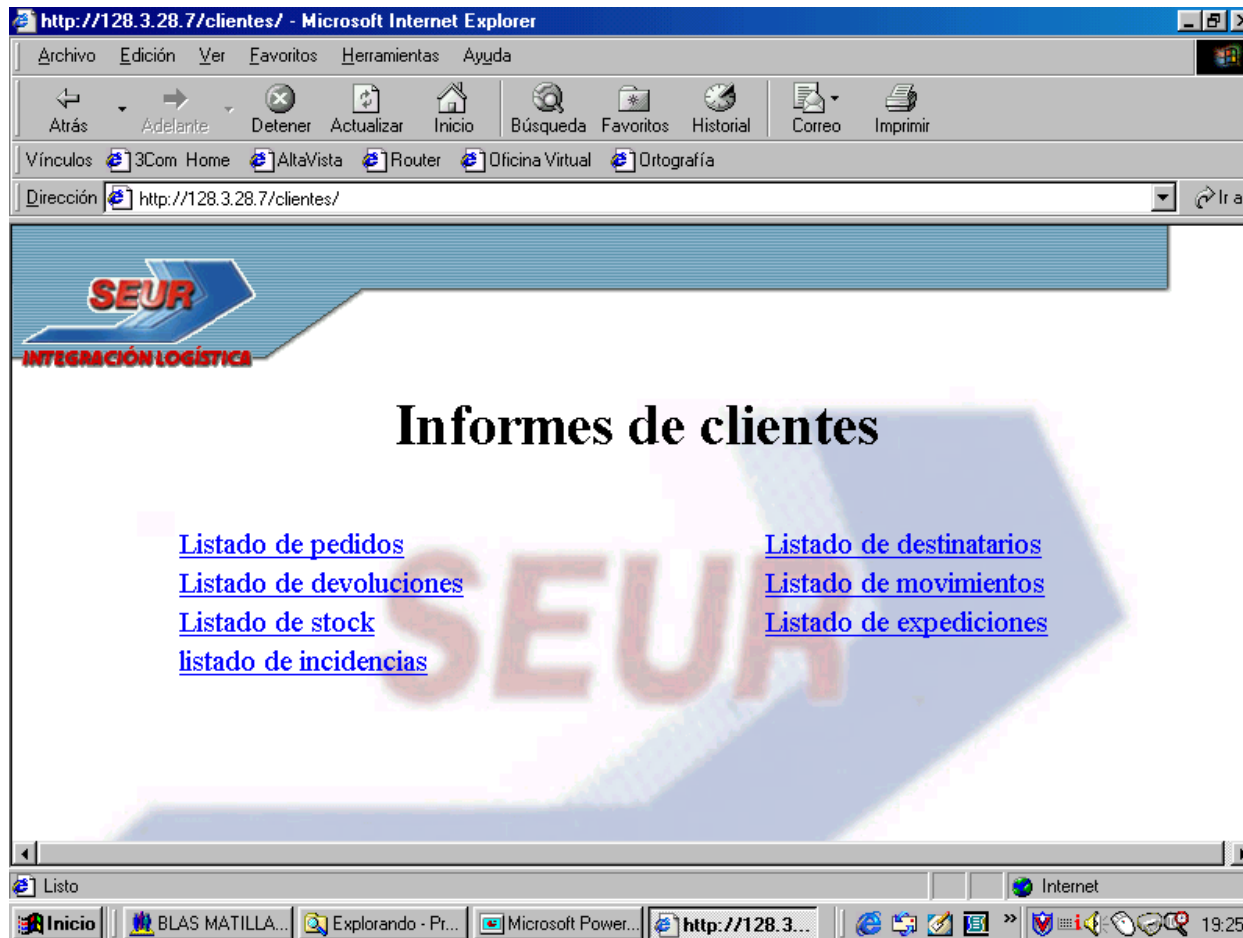 http://128.3.28.7/clientes/ - Microsoft Internet Explorer
Archivo Edición Ver Favoritos Herramientas Ayuda
Atrás Adelante Detener Actualizar Inicio Búsqueda Favoritos Historial Correo Imprimir
Vínculos 3Com Home AltaVista Router Oficina Virtual Ortografía
Dirección http://128.3.28.7/clientes/ Ir a
SEUR
INTEGRACIÓN LOGÍSTICA
Informes de clientes
Listado de pedidos Listado de destinatarios
Listado de devoluciones Listado de movimientos
Listado de stock Listado de expediciones
listado de incidencias
SEUR
Listo Internet
Inicio BLAS MATILLA... Explorando - Pr... Microsoft Power... http://128.3... » 19:25